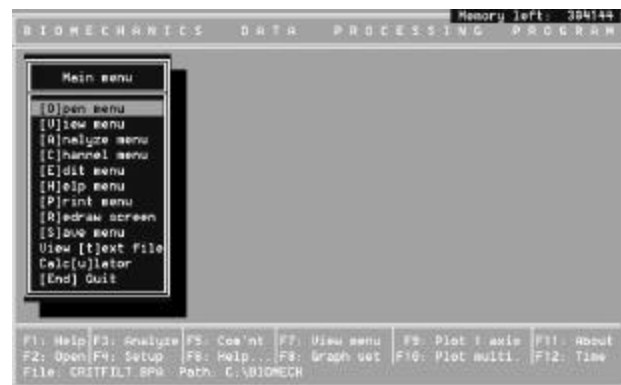 Memory left: 384144
BIOMECHANICS DATA PROCESSING PROGRAM
Main menu
[O]pen menu
[V]iew menu
[A]nalyze menu
[C]hannel menu
[E]dit menu
[H]elp menu
[P]rint menu
[R]edraw screen
[S]ave menu
View [t]ext file
Calc[u]lator
[End] Quit
F1: Help F3: Analyze F5: Com'nt F7: View menu F9: Plot 1 axis F11: About
F2: Open F4: Setup F6: Help... F8: Graph set F10: Plot multi. F12: Time
File: CRITFILT.BPA Path: C:\BIOMECH